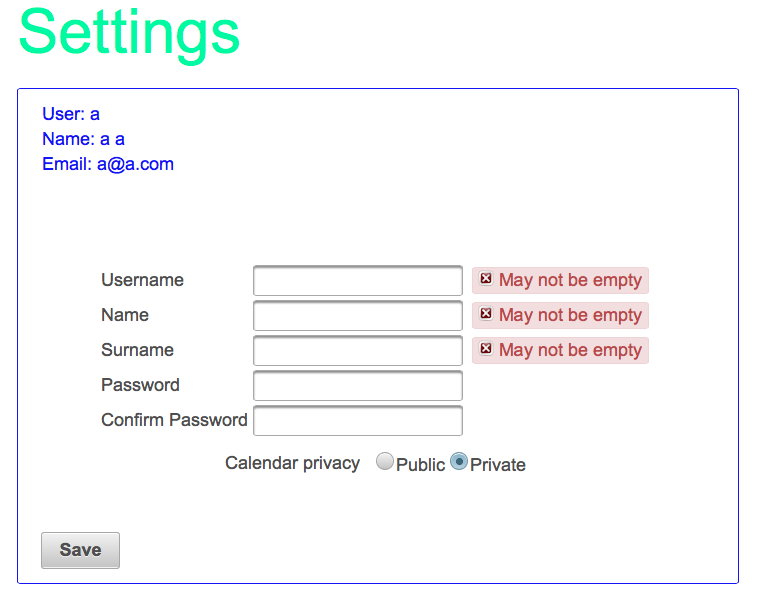 Settings
User: a
Name: a a
Email: a@a.com
Username May not be empty
Name May not be empty
Surname May not be empty
Password
Confirm Password
Calendar privacy Public Private
Save